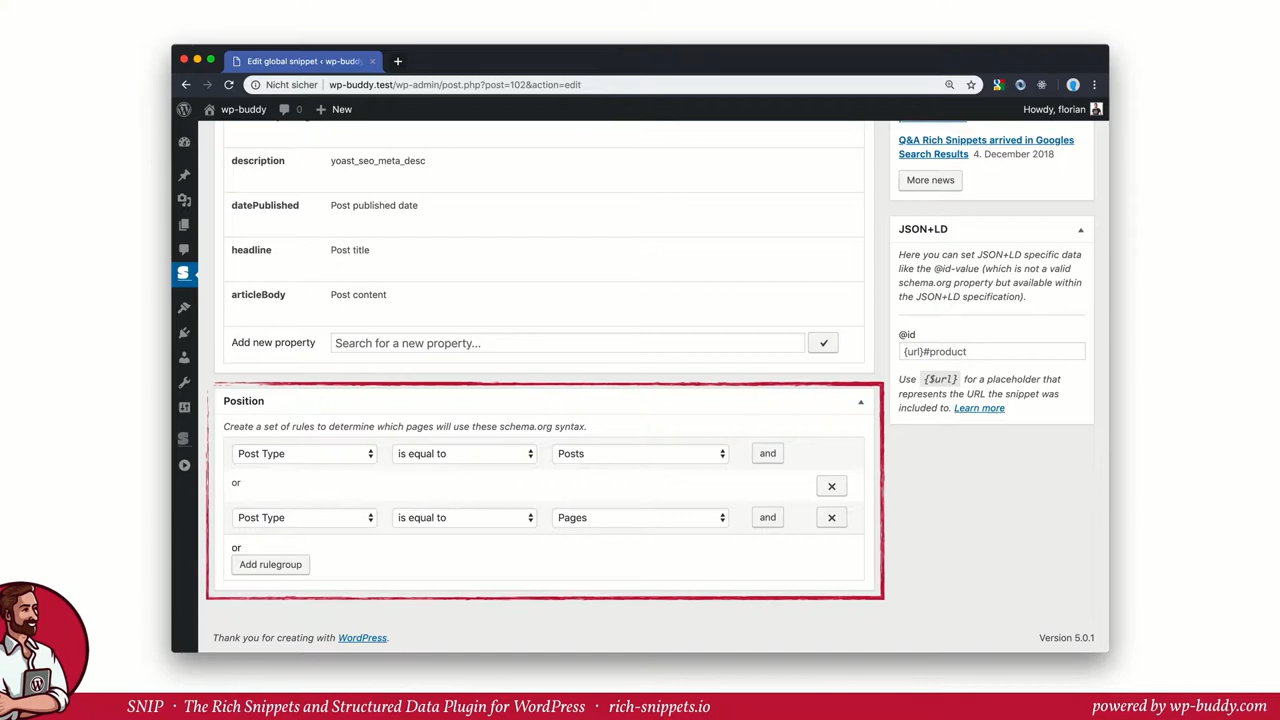 Edit global snippet ‹ wp-budd
Nicht sicher
wp-buddy.test/wp-admin/post.php?post=102&action=edit
wp-buddy
0
New
Howdy, florian
description
yoast_seo_meta_desc
datePublished
Post published date
headline
Post title
articleBody
Post content
Add new property
Search for a new property...
Position
Create a set of rules to determine which pages will use these schema.org syntax.
Post Type
is equal to
Posts
and
or
Post Type
is equal to
Pages
and
or
Add rulegroup
Q&A Rich Snippets arrived in Googles
Search Results 4. December 2018
More news
JSON+LD
Here you can set JSON+LD specific data
like the @id-value (which is not a valid
schema.org property but available within
the JSON+LD specification).
@id
{url}#product
Use {$url} for a placeholder that
represents the URL the snippet was
included to. Learn more
Thank you for creating with WordPress.
Version 5.0.1
SNIP · The Rich Snippets and Structured Data Plugin for WordPress · rich-snippets.io
powered by wp-buddy.com